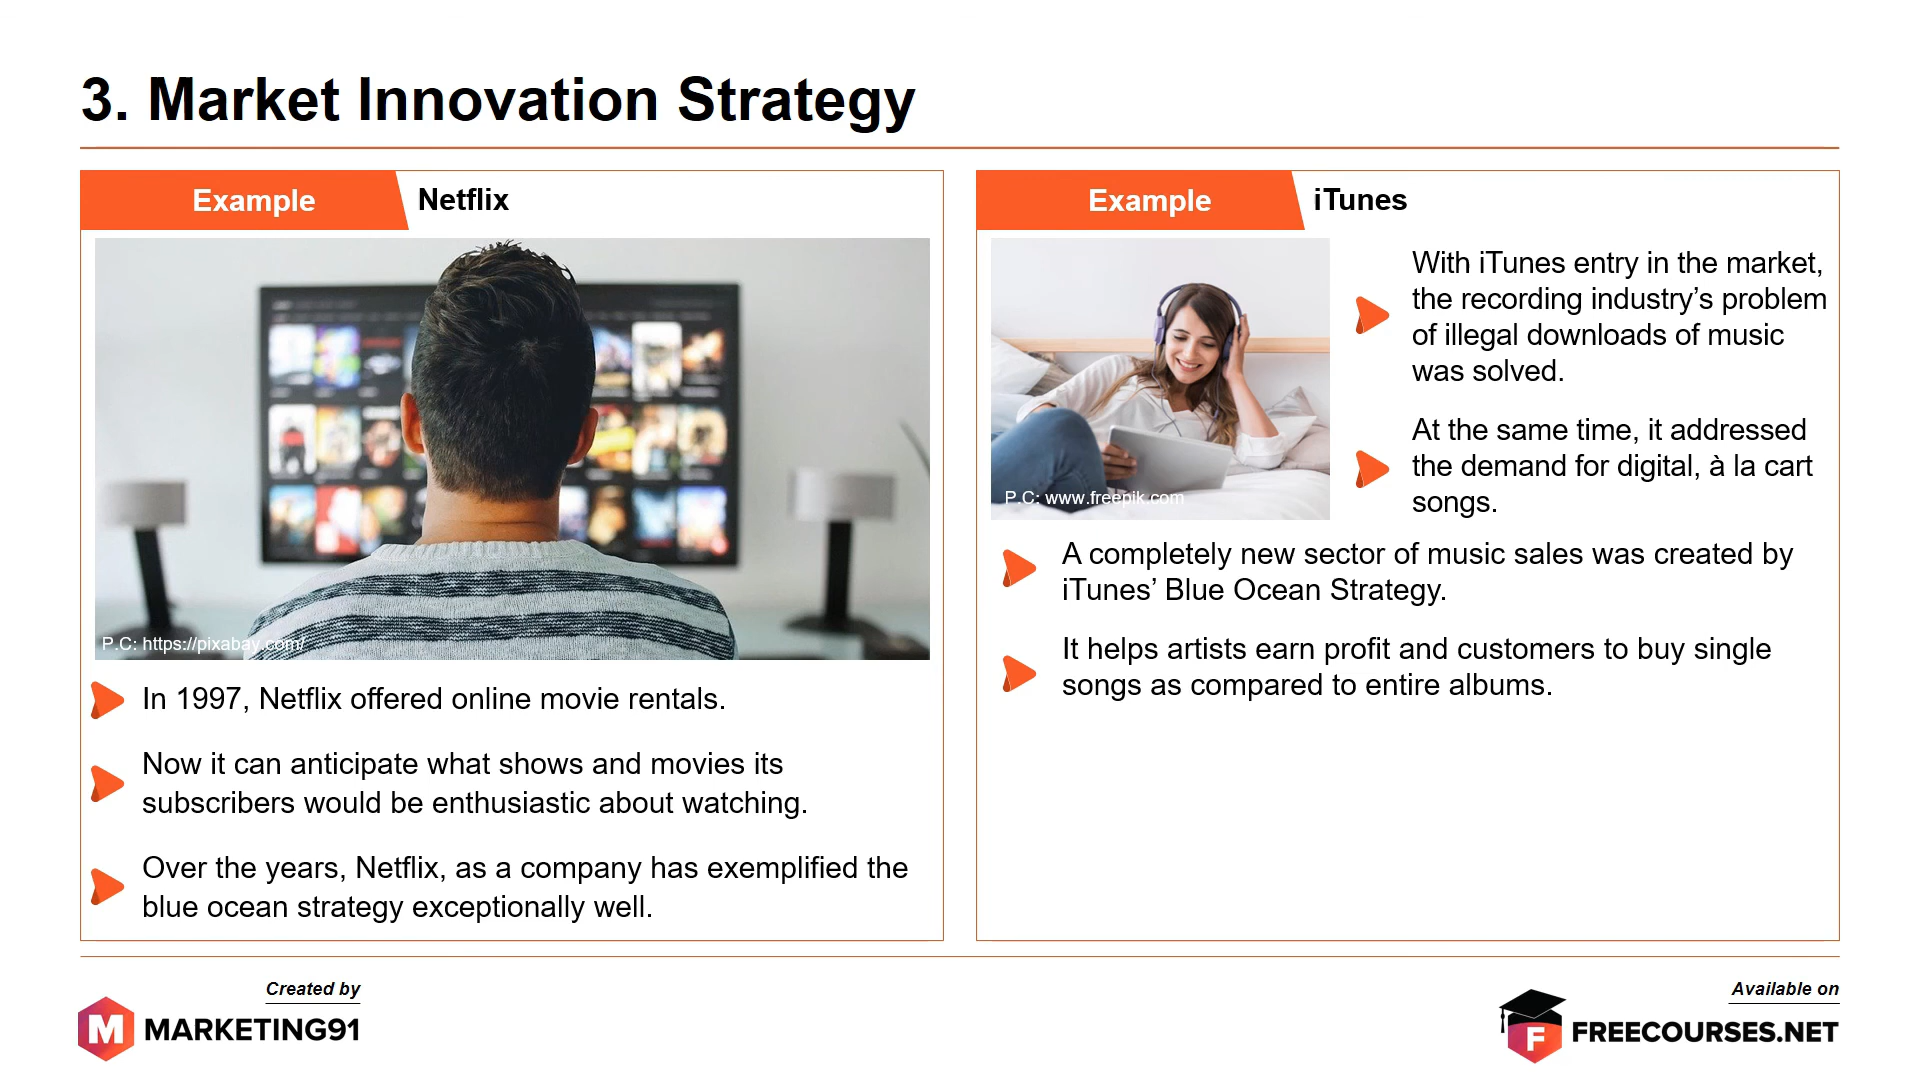 3. Market Innovation Strategy
Example
Netflix
P.C: https://pixabay.com/
In 1997, Netflix offered online movie rentals.
Now it can anticipate what shows and movies its
subscribers would be enthusiastic about watching.
Over the years, Netflix, as a company has exemplified the
blue ocean strategy exceptionally well.
Example
iTunes
P.C: www.freepik.com
With iTunes entry in the market,
the recording industry’s problem
of illegal downloads of music
was solved.
At the same time, it addressed
the demand for digital, à la cart
songs.
A completely new sector of music sales was created by
iTunes’ Blue Ocean Strategy.
It helps artists earn profit and customers to buy single
songs as compared to entire albums.
Created by
M MARKETING91
Available on
F FREECOURSES.NET